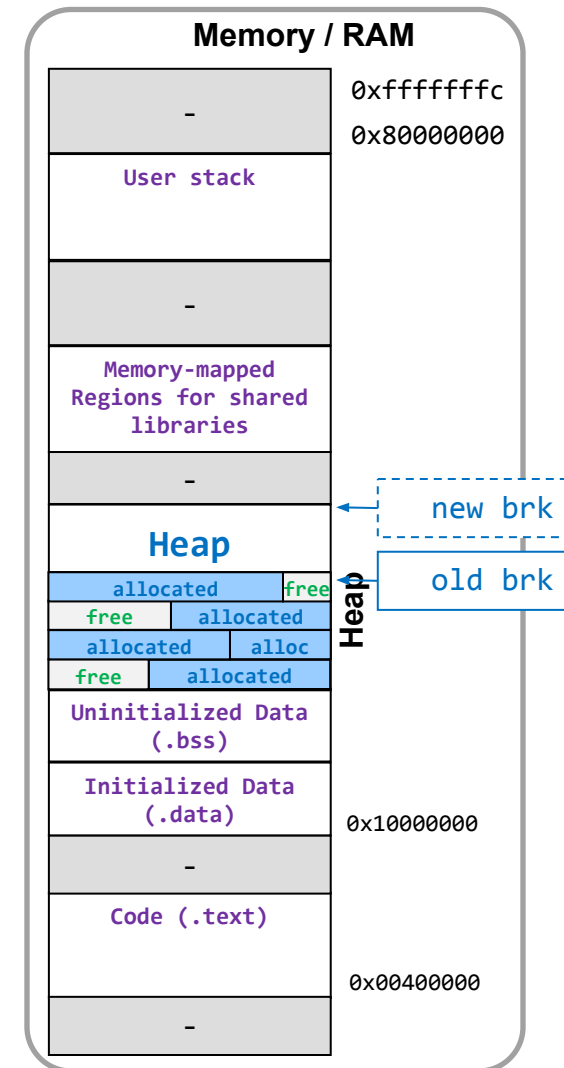 Memory / RAM
0xfffffffc
-
0x80000000
User stack
-
Memory-mapped
Regions for shared
libraries
-
new brk
Heap
old brk
allocated free
Heap
free allocated
allocated alloc
free allocated
Uninitialized Data
(.bss)
Initialized Data
(.data)
0x10000000
-
Code (.text)
0x00400000
-